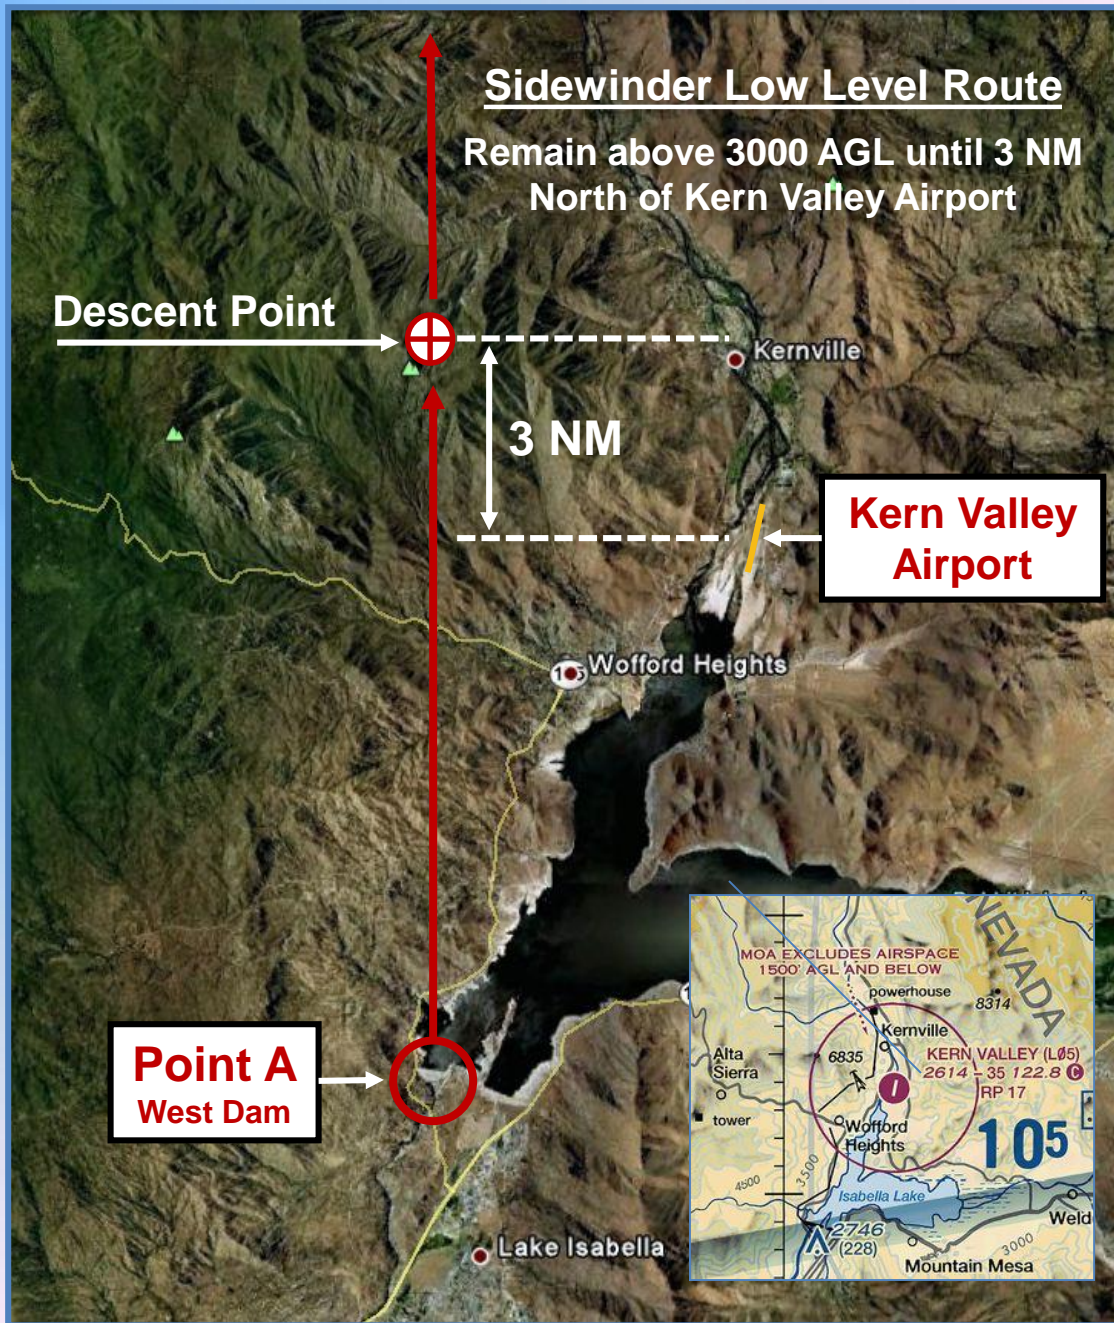 Sidewinder Low Level Route
Remain above 3000 AGL until 3 NM
North of Kern Valley Airport
Descent Point
Kernville
3 NM
Kern Valley
Airport
Wofford Heights
Point A
West Dam
Lake Isabella
NEVADA
MOA EXCLUDES AIRSPACE
1500' AGL AND BELOW
powerhouse
8314
Kernville
6835
KERN VALLEY (LØ5)
2614 - 35 122.8 C
RP 17
Alta
Sierra
tower
Wofford
Heights
10⁵
3500
4500
Isabella Lake
2746
(228)
Weld
3000
Mountain Mesa